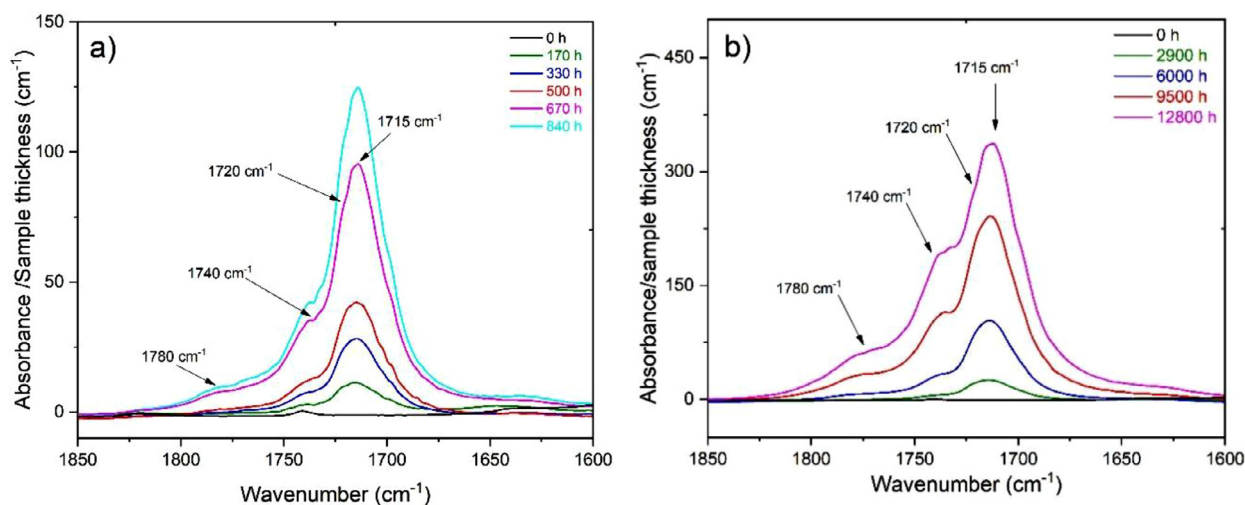 a)
0 h
170 h
330 h
500 h
670 h
840 h
1715 cm⁻¹
1720 cm⁻¹
1740 cm⁻¹
1780 cm⁻¹
150
100
50
0
1850
1800
1750
1700
1650
1600
Absorbance /Sample thickness (cm⁻¹)
Wavenumber (cm⁻¹)
b)
0 h
2900 h
6000 h
9500 h
12800 h
1715 cm⁻¹
1720 cm⁻¹
1740 cm⁻¹
1780 cm⁻¹
450
300
150
0
1850
1800
1750
1700
1650
1600
Absorbance/sample thickness (cm⁻¹)
Wavenumber (cm⁻¹)